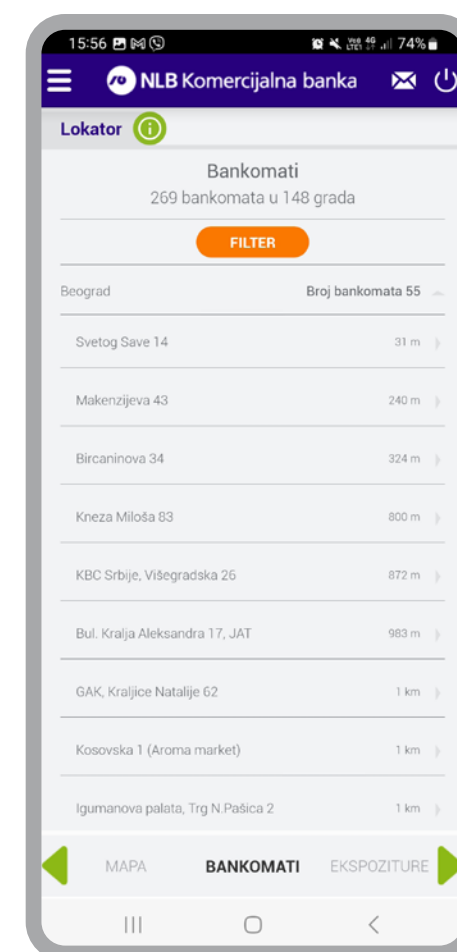 15:56 74%
NLB Komercijalna banka
Lokator
Bankomati
269 bankomata u 148 grada
FILTER
Beograd Broj bankomata 55
Svetog Save 14 31 m
Makenzijeva 43 240 m
Bircaninova 34 324 m
Kneza Miloša 83 800 m
KBC Srbije, Višegradska 26 872 m
Bul. Kralja Aleksandra 17, JAT 983 m
GAK, Kraljice Natalije 62 1 km
Kosovska 1 (Aroma market) 1 km
Igumanova palata, Trg N.Pašica 2 1 km
MAPA BANKOMATI EKSPOZITURE